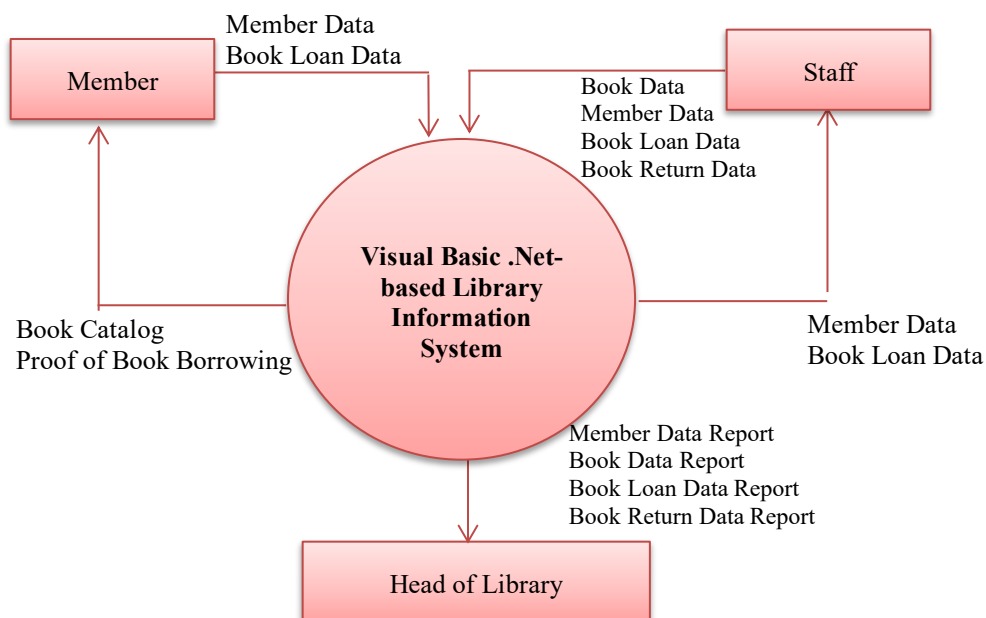 Member Data
Book Loan Data
Member
Staff
Book Data
Member Data
Book Loan Data
Book Return Data
Visual Basic .Net-
based Library
Information
System
Book Catalog
Proof of Book Borrowing
Member Data
Book Loan Data
Member Data Report
Book Data Report
Book Loan Data Report
Book Return Data Report
Head of Library